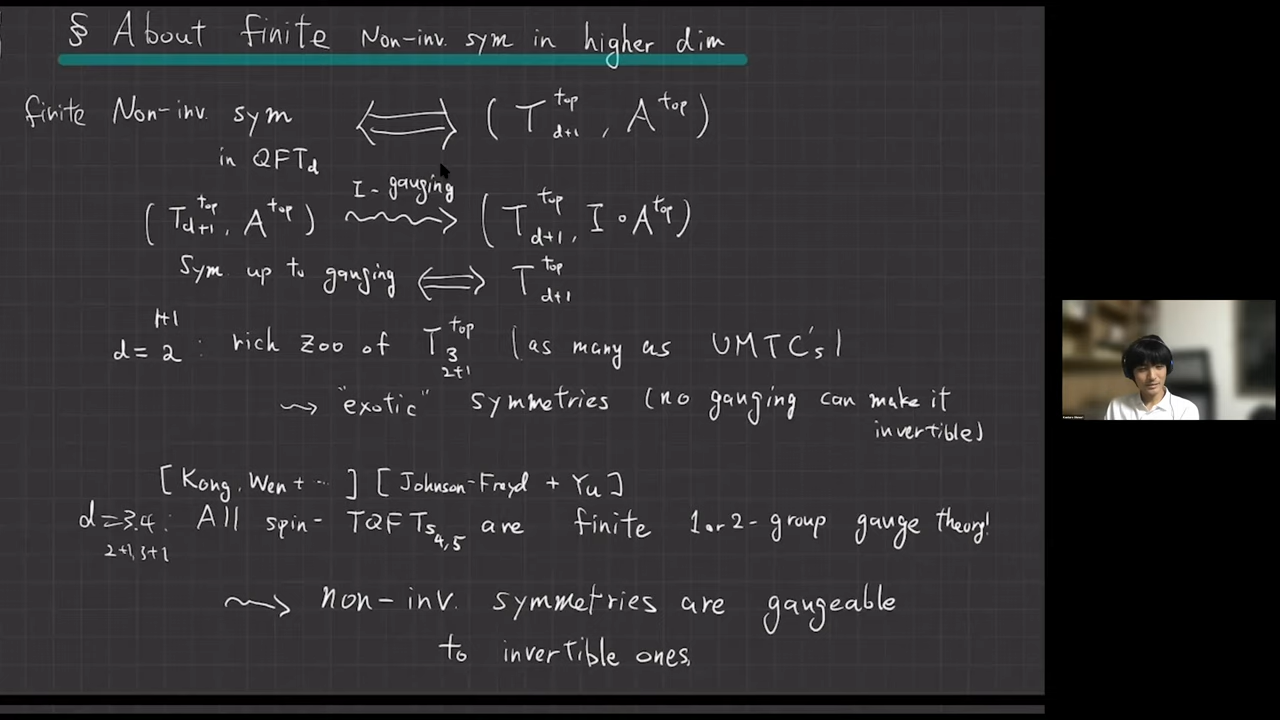 § About finite Non-inv. sym in higher dim
finite Non-inv. sym ⟺ ( T^top_d+1 , A^top )
in QFT_d
( T^top_d+1 , A^top ) I-gauging ⇝ ( T^top_d+1 , I ∘ A^top )
Sym. up to gauging ⟺ T^top_d+1
1+1
d = 2 : rich zoo of T^top_3 (as many as UMTC's)
2+1
⇝ "exotic" symmetries (no gauging can make it
invertible)
[Kong, Wen + ... ] [Johnson-Freyd + Yu]
d = 3.4 : All spin- TQFTs_4,5 are finite 1 or 2 - group gauge theory!
2+1, 3+1
⇝ non-inv. symmetries are gaugeable
to invertible ones.